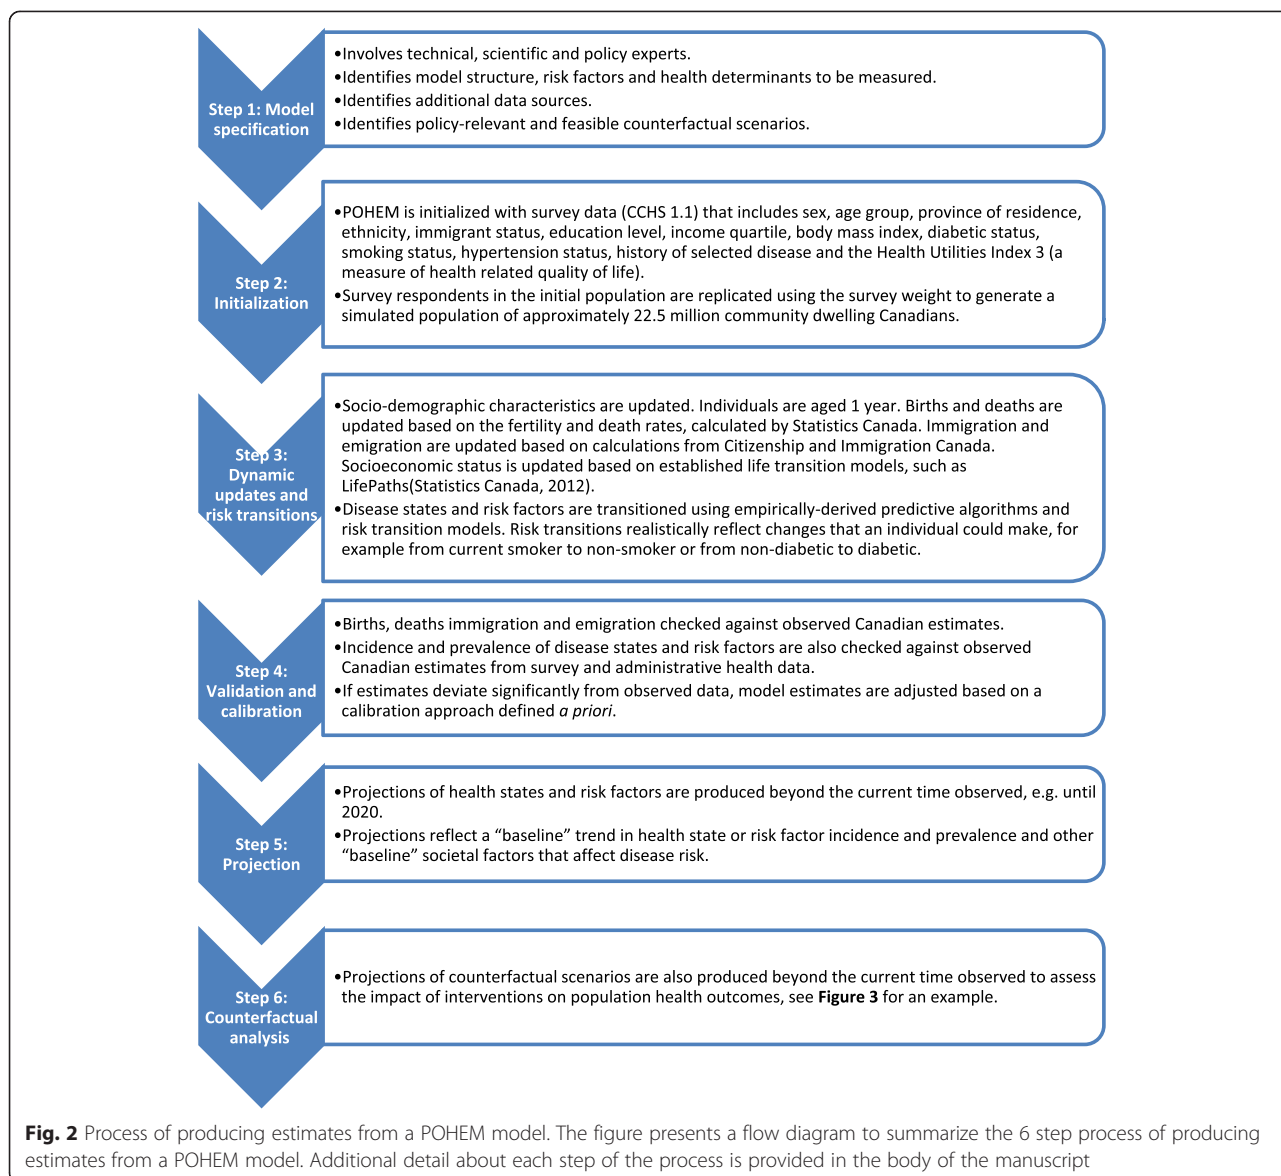 Step 1: Model
specification
•Involves technical, scientific and policy experts.
•Identifies model structure, risk factors and health determinants to be measured.
•Identifies additional data sources.
•Identifies policy-relevant and feasible counterfactual scenarios.
Step 2:
Initialization
•POHEM is initialized with survey data (CCHS 1.1) that includes sex, age group, province of residence,
ethnicity, immigrant status, education level, income quartile, body mass index, diabetic status,
smoking status, hypertension status, history of selected disease and the Health Utilities Index 3 (a
measure of health related quality of life).
•Survey respondents in the initial population are replicated using the survey weight to generate a
simulated population of approximately 22.5 million community dwelling Canadians.
Step 3:
Dynamic
updates and
risk transitions
•Socio-demographic characteristics are updated. Individuals are aged 1 year. Births and deaths are
updated based on the fertility and death rates, calculated by Statistics Canada. Immigration and
emigration are updated based on calculations from Citizenship and Immigration Canada.
Socioeconomic status is updated based on established life transition models, such as
LifePaths(Statistics Canada, 2012).
•Disease states and risk factors are transitioned using empirically-derived predictive algorithms and
risk transition models. Risk transitions realistically reflect changes that an individual could make, for
example from current smoker to non-smoker or from non-diabetic to diabetic.
Step 4:
Validation and
calibration
•Births, deaths immigration and emigration checked against observed Canadian estimates.
•Incidence and prevalence of disease states and risk factors are also checked against observed
Canadian estimates from survey and administrative health data.
•If estimates deviate significantly from observed data, model estimates are adjusted based on a
calibration approach defined a priori.
Step 5:
Projection
•Projections of health states and risk factors are produced beyond the current time observed, e.g. until
2020.
•Projections reflect a “baseline” trend in health state or risk factor incidence and prevalence and other
“baseline” societal factors that affect disease risk.
Step 6:
Counterfactual
analysis
•Projections of counterfactual scenarios are also produced beyond the current time observed to assess
the impact of interventions on population health outcomes, see Figure 3 for an example.
Fig. 2 Process of producing estimates from a POHEM model. The figure presents a flow diagram to summarize the 6 step process of producing
estimates from a POHEM model. Additional detail about each step of the process is provided in the body of the manuscript